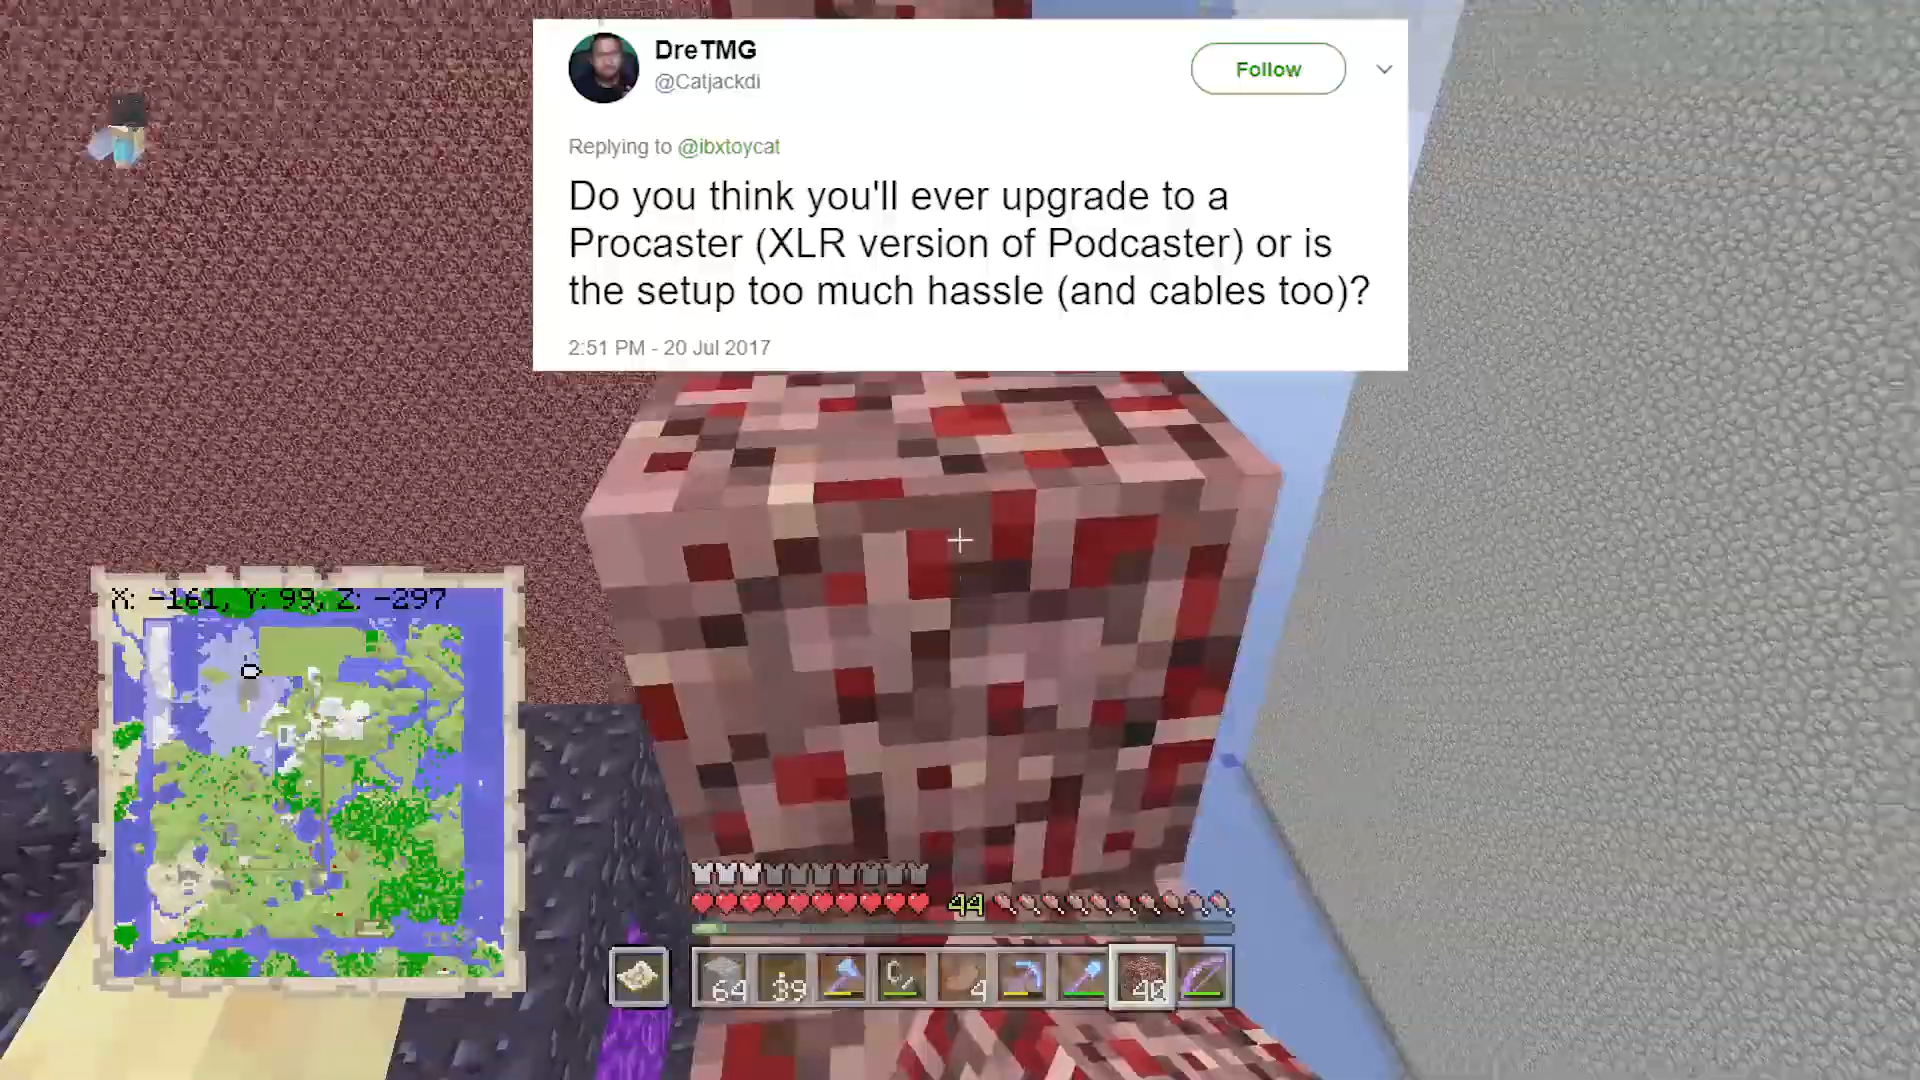 DreTMG
@Catjackdi
Follow
Replying to @ibxtoycat
Do you think you'll ever upgrade to a
Procaster (XLR version of Podcaster) or is
the setup too much hassle (and cables too)?
2:51 PM - 20 Jul 2017
X: -161, Y: 99, Z: -297
44
64 39 4 40